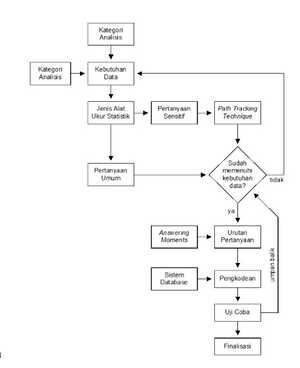 Kategori
Analisis
Kategori
Analisis
Kebutuhan
Data
Jenis Alat
Ukur Statistik
Pertanyaan
Sensitif
Path Tracking
Technique
Pertanyaan
Umum
Sudah
memenuhi
kebutuhan
data?
tidak
ya
Answering
Moments
Urutan
Pertanyaan
umpan balik
Sistem
Database
Pengkodean
Uji Coba
Finalisasi